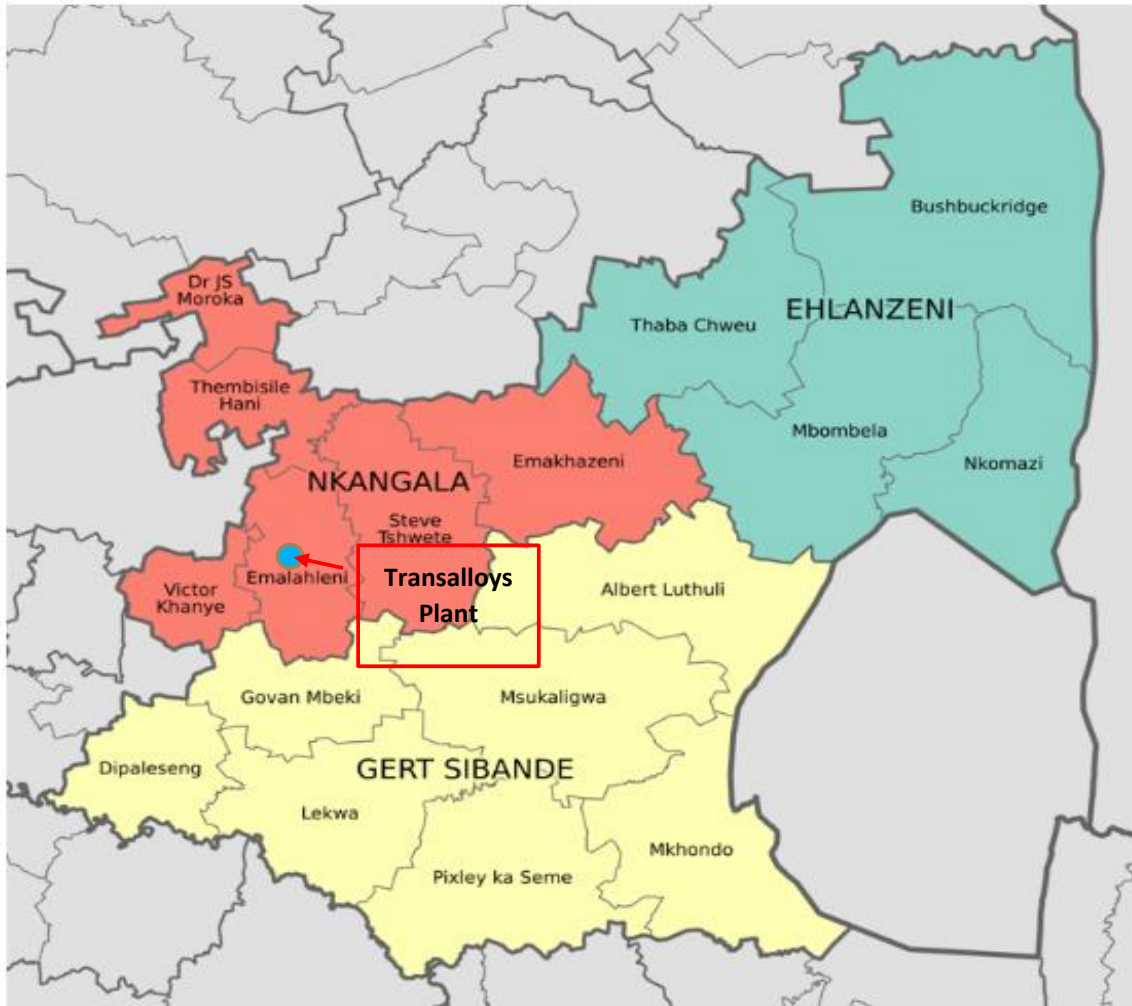 Bushbuckridge
Dr JS
Moroka
Thaba Chweu
EHLANZENI
Thembisile
Hani
Mbombela
Emakhazeni
Nkomazi
NKANGALA
Steve
Tshwete
Emalahleni
Victor
Khanye
Transalloys
Plant
Albert Luthuli
Govan Mbeki
Msukaligwa
Dipaleseng
GERT SIBANDE
Lekwa
Mkhondo
Pixley ka Seme